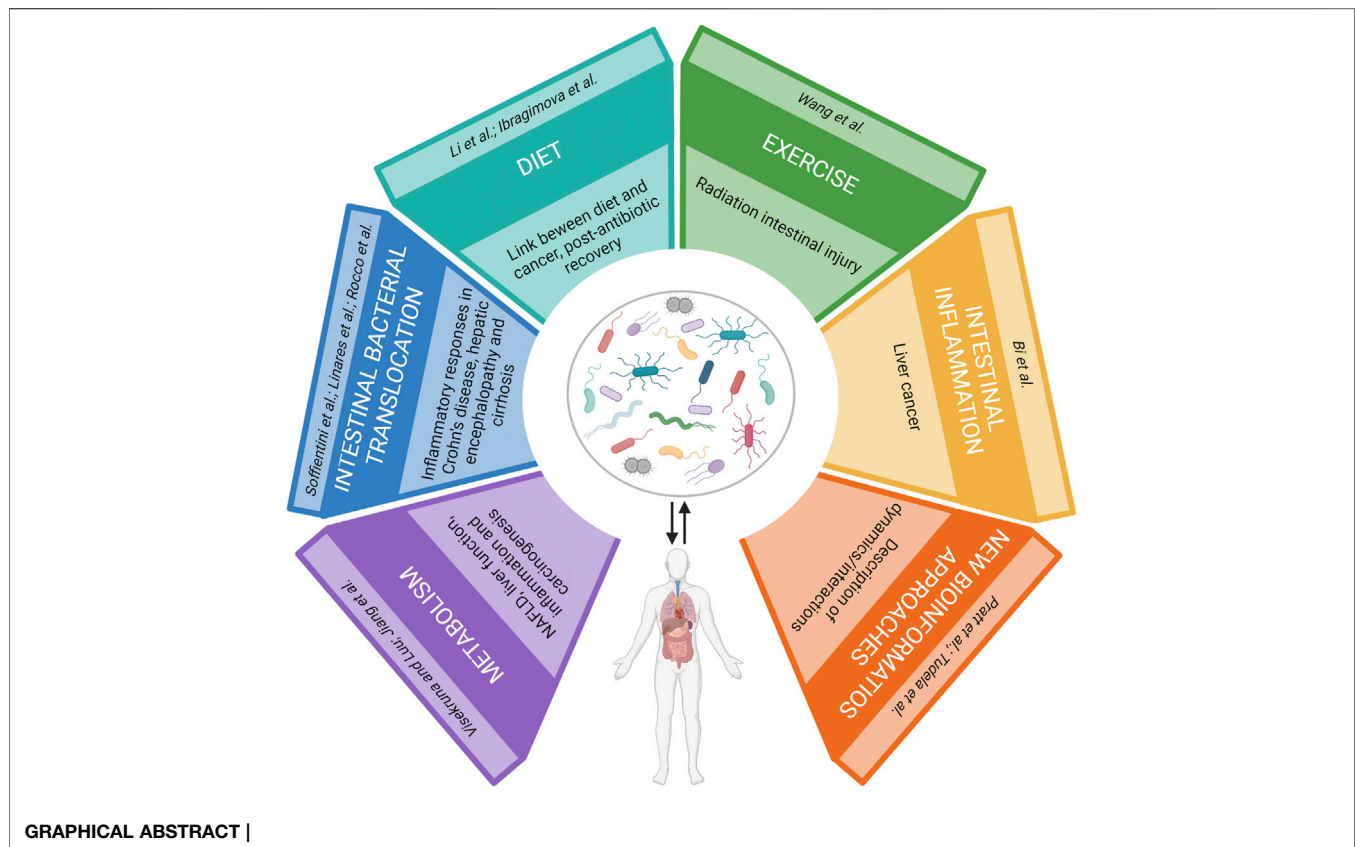 Li et al.; Ibragimova et al.
DIET
Link beween diet and
cancer, post-antibiotic
recovery
Wang et al.
EXERCISE
Radiation intestinal injury
Bi et al.
INTESTINAL
INFLAMMATION
Liver cancer
Pratt et al.; Tudela et al.
NEW BIOINFORMATIOS
APPROACHES
Description of
dynamics/interactions
Visekruna and Luu; Jiang et al.
METABOLISM
NAFLD, liver function,
inflammation and
carcinogenesis
Soffientini et al.; Linares et al.; Rocco et al.
INTESTINAL BACTERIAL
TRANSLOCATION
Inflammatory responses in
Crohn's disease, hepatic
encephalopathy and
cirrhosis
GRAPHICAL ABSTRACT |